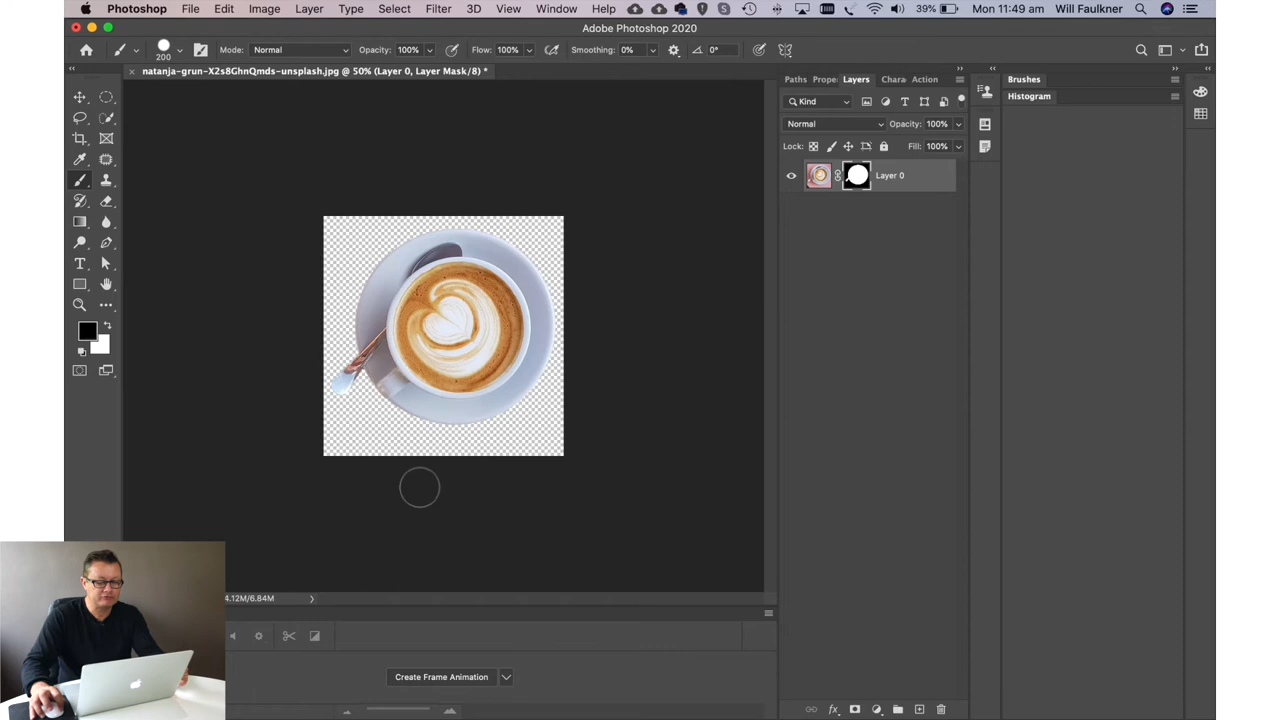 Photoshop File Edit Image Layer Type Select Filter 3D View Window Help 39% Mon 11:49 am Will Faulkner
Adobe Photoshop 2020
200 Mode: Normal Opacity: 100% Flow: 100% Smoothing: 0% 0°
natanja-grun-X2s8GhnQmds-unsplash.jpg @ 50% (Layer 0, Layer Mask/8) *
Paths Proper Layers Chara Action
Brushes
Kind
Histogram
Normal Opacity: 100%
Lock: Fill: 100%
Layer 0
T
4.12M/6.84M
Create Frame Animation
fx